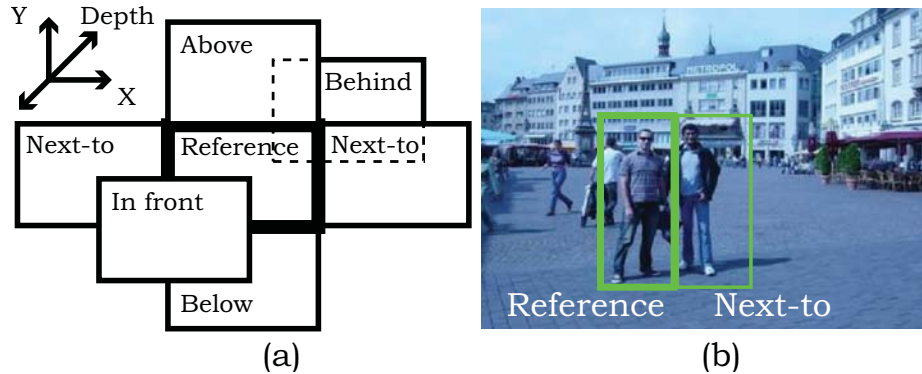 Y Depth
X
Above
Behind
Next-to
Reference
Next-to
In front
Below
(a)
METROPOL
Reference Next-to
(b)